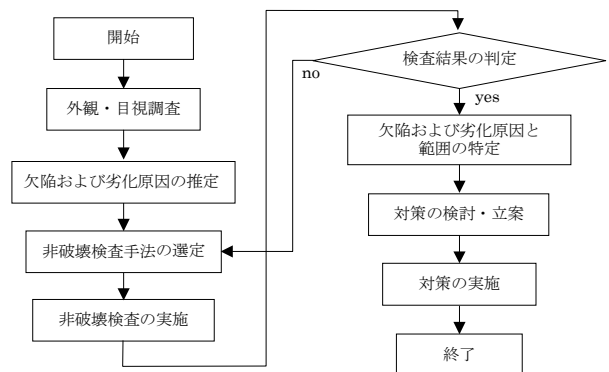 開始
外観・目視調査
欠陥および劣化原因の推定
非破壊検査手法の選定
非破壊検査の実施
検査結果の判定
no
yes
欠陥および劣化原因と
範囲の特定
対策の検討・立案
対策の実施
終了